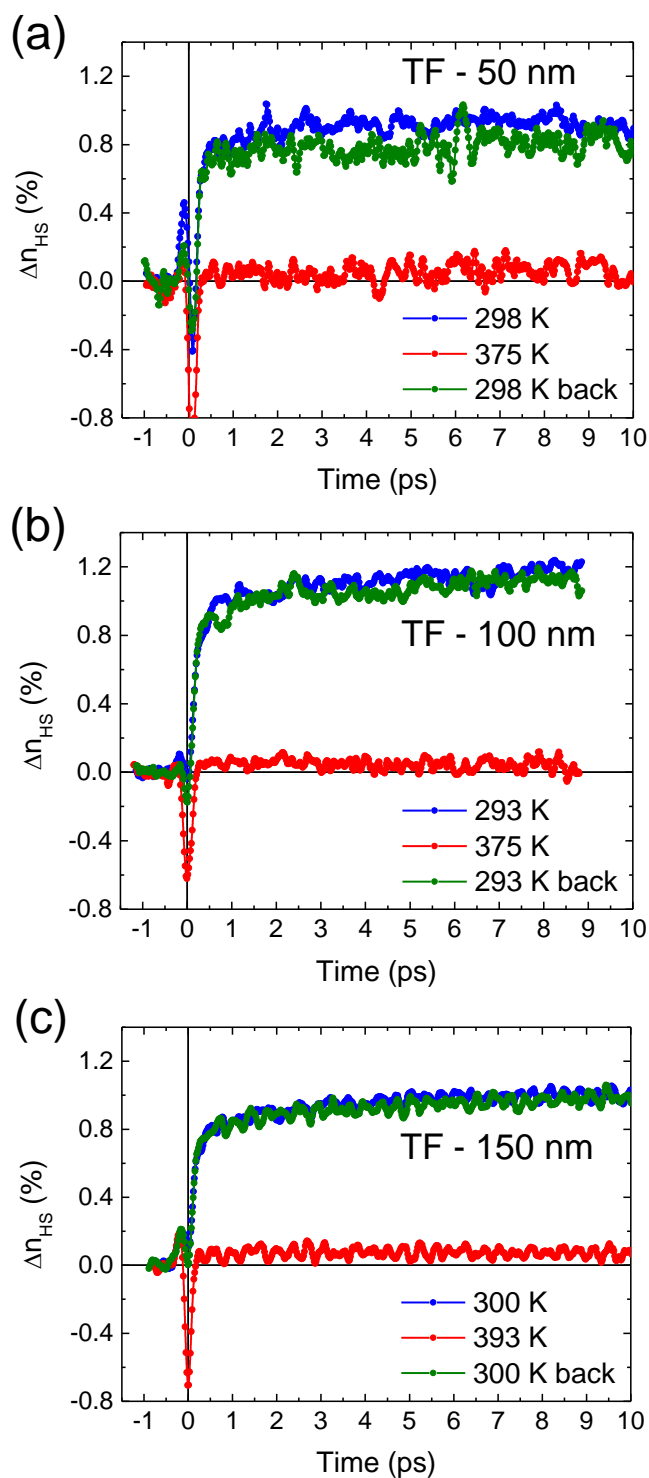 (a)
TF - 50 nm
1.2
0.8
0.4
0.0
-0.4
-0.8
Δn_HS (%)
298 K
375 K
298 K back
-1 0 1 2 3 4 5 6 7 8 9 10
Time (ps)
(b)
1.2
0.8
0.4
0.0
-0.4
-0.8
Δn_HS (%)
TF - 100 nm
293 K
375 K
293 K back
-1 0 1 2 3 4 5 6 7 8 9 10
Time (ps)
(c)
1.2
0.8
0.4
0.0
-0.4
-0.8
Δn_HS (%)
TF - 150 nm
300 K
393 K
300 K back
-1 0 1 2 3 4 5 6 7 8 9 10
Time (ps)